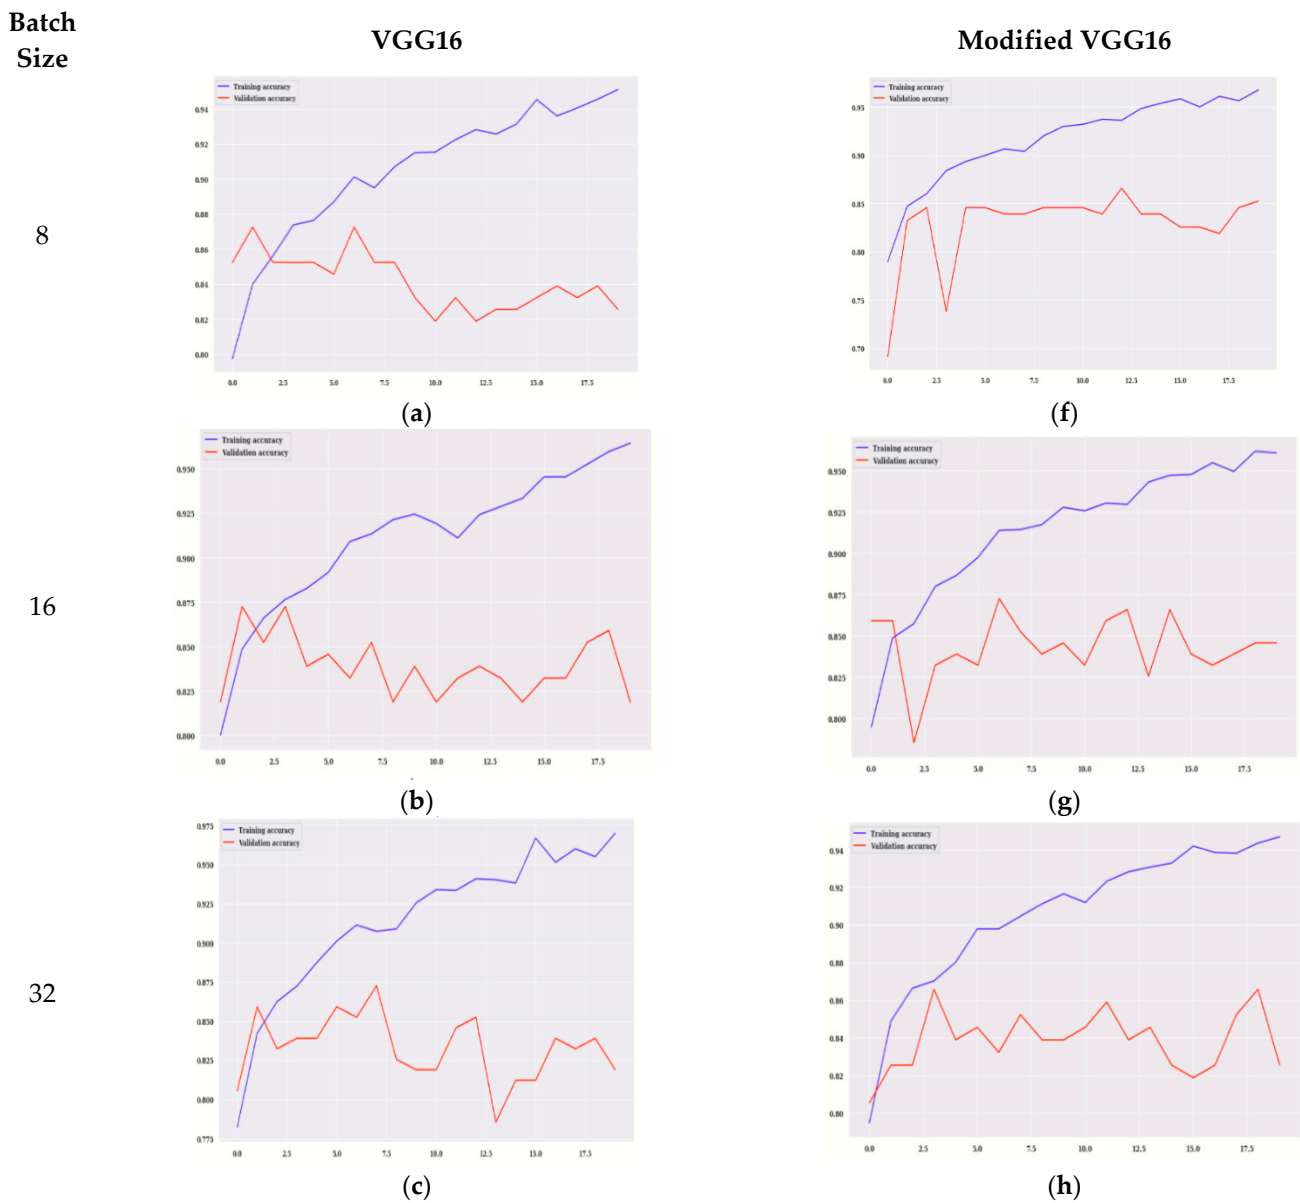 Batch
Size
VGG16
Modified VGG16
8
Training accuracy
Validation accuracy
0.94
0.92
0.90
0.88
0.86
0.84
0.82
0.80
0.0 2.5 5.0 7.5 10.0 12.5 15.0 17.5
(a)
Training accuracy
Validation accuracy
0.95
0.90
0.85
0.80
0.75
0.70
0.0 2.5 5.0 7.5 10.0 12.5 15.0 17.5
(f)
16
Training accuracy
Validation accuracy
0.950
0.925
0.900
0.875
0.850
0.825
0.800
0.0 2.5 5.0 7.5 10.0 12.5 15.0 17.5
(b)
Training accuracy
Validation accuracy
0.950
0.925
0.900
0.875
0.850
0.825
0.800
0.0 2.5 5.0 7.5 10.0 12.5 15.0 17.5
(g)
32
Training accuracy
Validation accuracy
0.975
0.950
0.925
0.900
0.875
0.850
0.825
0.800
0.775
0.0 2.5 5.0 7.5 10.0 12.5 15.0 17.5
(c)
Training accuracy
Validation accuracy
0.94
0.92
0.90
0.88
0.86
0.84
0.82
0.80
0.0 2.5 5.0 7.5 10.0 12.5 15.0 17.5
(h)